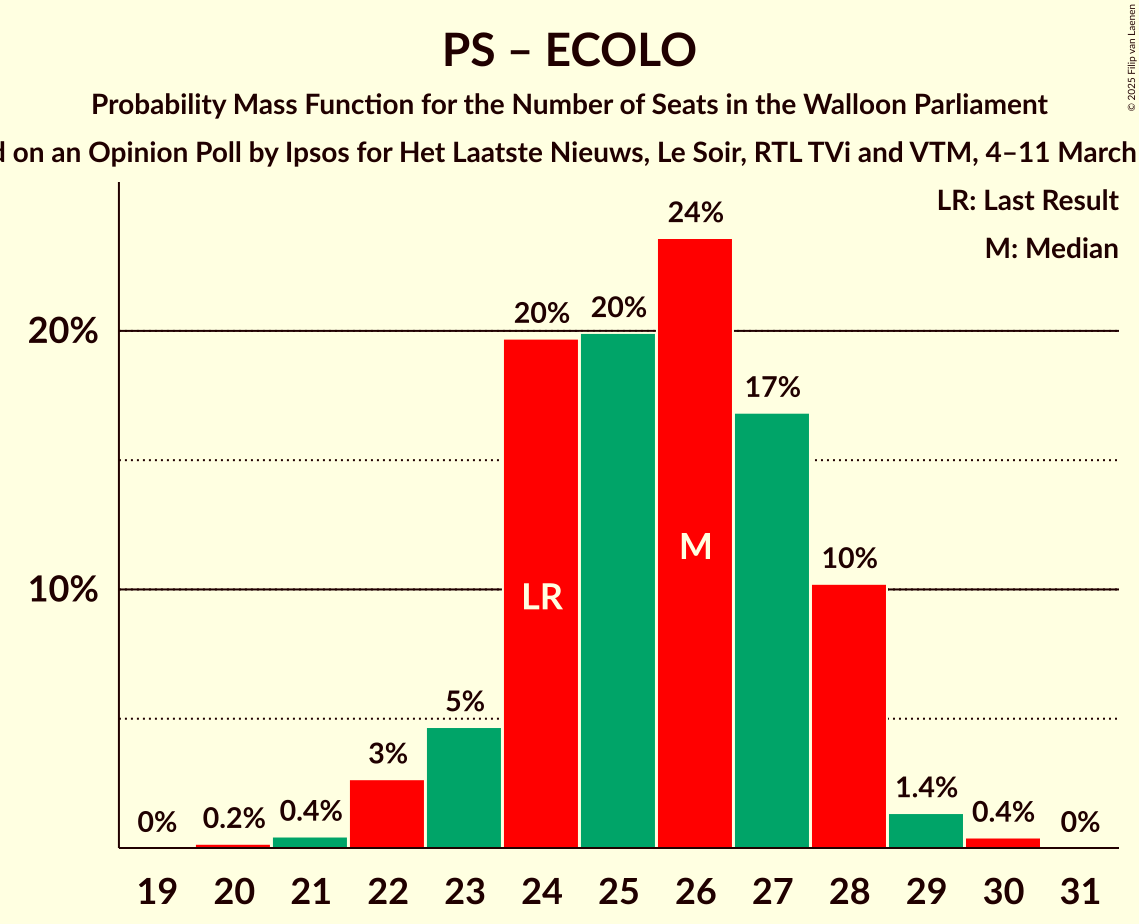 PS – ECOLO
Probability Mass Function for the Number of Seats in the Walloon Parliament
on an Opinion Poll by Ipsos for Het Laatste Nieuws, Le Soir, RTL TVi and VTM, 4–11 March
© 2025 Filip van Laenen
LR: Last Result
M: Median
20%
10%
0%
0.2%
0.4%
3%
5%
20%
20%
24%
17%
10%
1.4%
0.4%
0%
LR
M
19 20 21 22 23 24 25 26 27 28 29 30 31